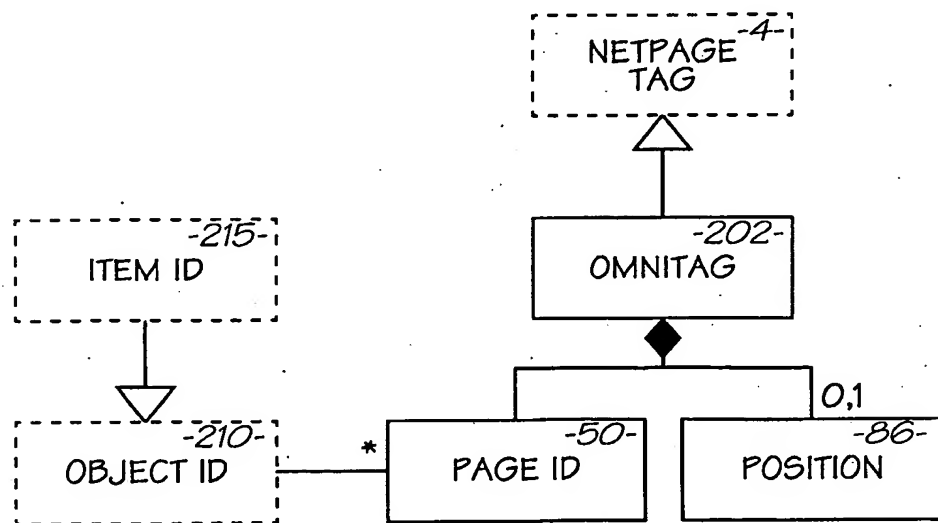 -4-
NETPAGE
TAG
-215-
ITEM ID
-202-
OMNITAG
0,1
-210-
OBJECT ID
*
-50-
PAGE ID
-86-
POSITION